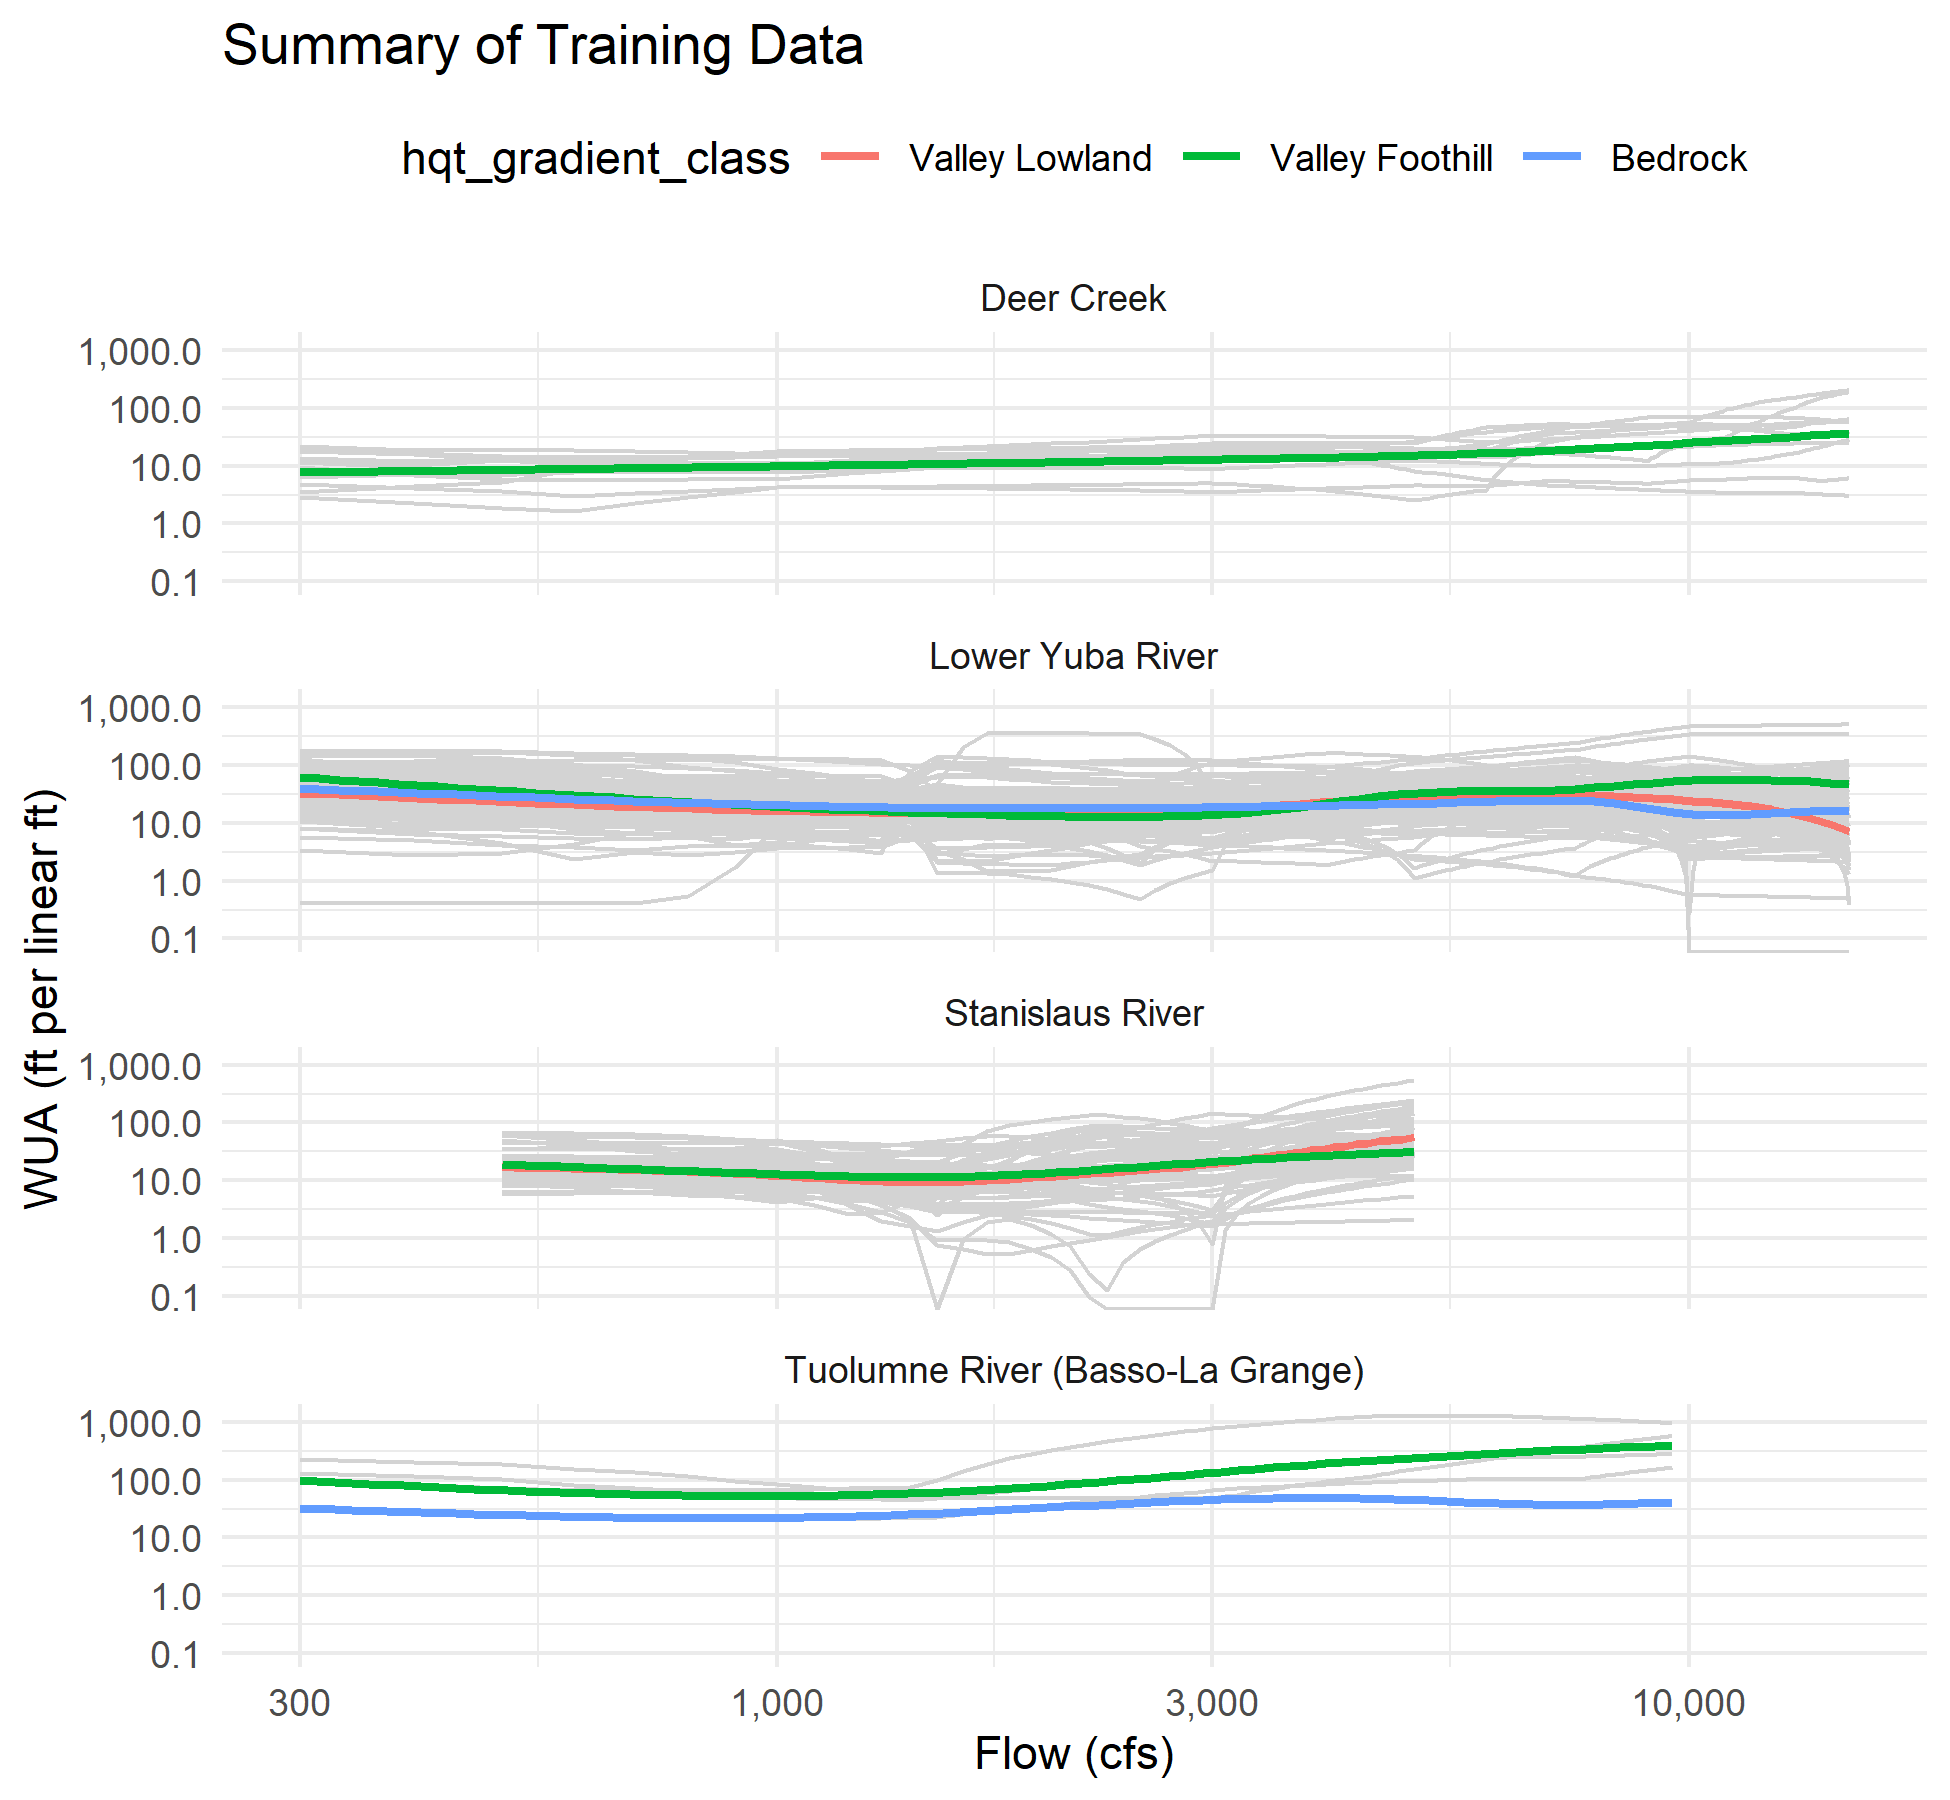 Summary of Training Data
hqt_gradient_class Valley Lowland Valley Foothill Bedrock
Deer Creek
1,000.0
100.0
10.0
1.0
0.1
Lower Yuba River
1,000.0
100.0
10.0
1.0
0.1
Stanislaus River
1,000.0
100.0
10.0
1.0
0.1
Tuolumne River (Basso-La Grange)
1,000.0
100.0
10.0
1.0
0.1
300 1,000 3,000 10,000
Flow (cfs)
WUA (ft per linear ft)